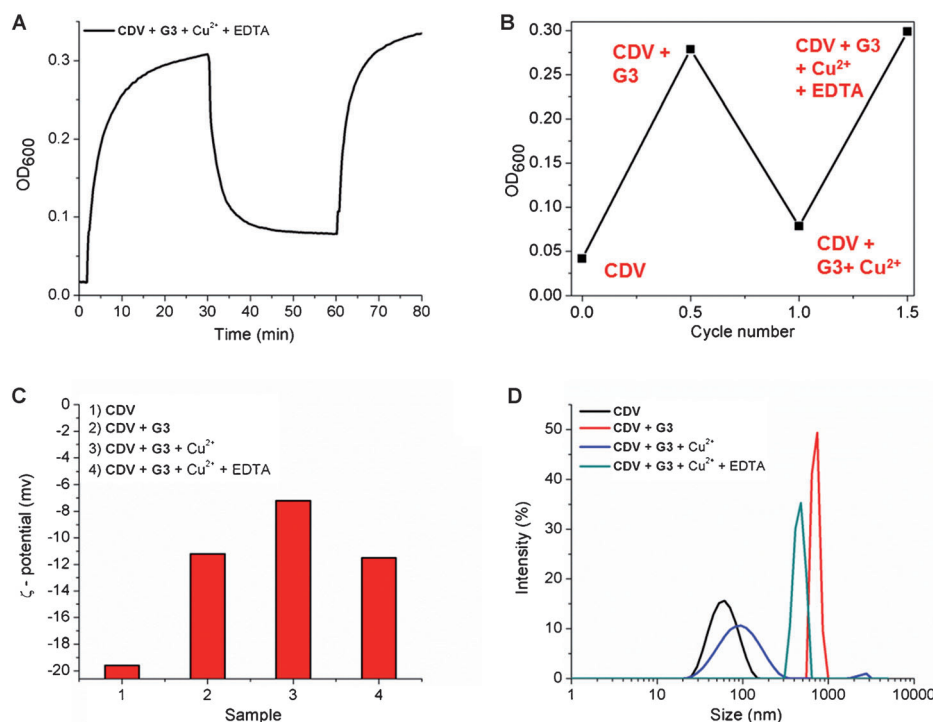 A
CDV + G3 + Cu²⁺ + EDTA
0.3
0.2
0.1
0.0
OD₆₀₀
0 10 20 30 40 50 60 70 80
Time (min)
B
0.30
0.25
0.20
0.15
0.10
0.05
0.00
OD₆₀₀
CDV +
G3
CDV + G3
+ Cu²⁺
+ EDTA
CDV
CDV +
G3+ Cu²⁺
0.0 0.5 1.0 1.5
Cycle number
C
0
-2
-4
-6
-8
-10
-12
-14
-16
-18
-20
ζ - potential (mv)
1) CDV
2) CDV + G3
3) CDV + G3 + Cu²⁺
4) CDV + G3 + Cu²⁺ + EDTA
1 2 3 4
Sample
D
CDV
CDV + G3
CDV + G3 + Cu²⁺
CDV + G3 + Cu²⁺ + EDTA
50
40
30
20
10
0
Intensity (%)
1 10 100 1000 10000
Size (nm)